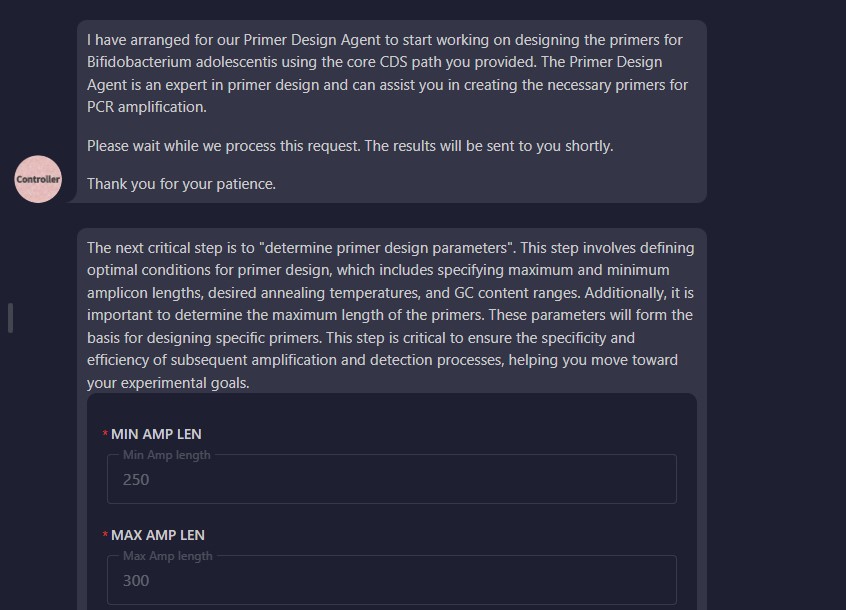 I have arranged for our Primer Design Agent to start working on designing the primers for
Bifidobacterium adolescentis using the core CDS path you provided. The Primer Design
Agent is an expert in primer design and can assist you in creating the necessary primers for
PCR amplification.
Please wait while we process this request. The results will be sent to you shortly.
Controller
Thank you for your patience.
The next critical step is to "determine primer design parameters". This step involves defining
optimal conditions for primer design, which includes specifying maximum and minimum
amplicon lengths, desired annealing temperatures, and GC content ranges. Additionally, it is
important to determine the maximum length of the primers. These parameters will form the
basis for designing specific primers. This step is critical to ensure the specificity and
efficiency of subsequent amplification and detection processes, helping you move toward
your experimental goals.
* MIN AMP LEN
Min Amp length
250
* MAX AMP LEN
Max Amp length
300